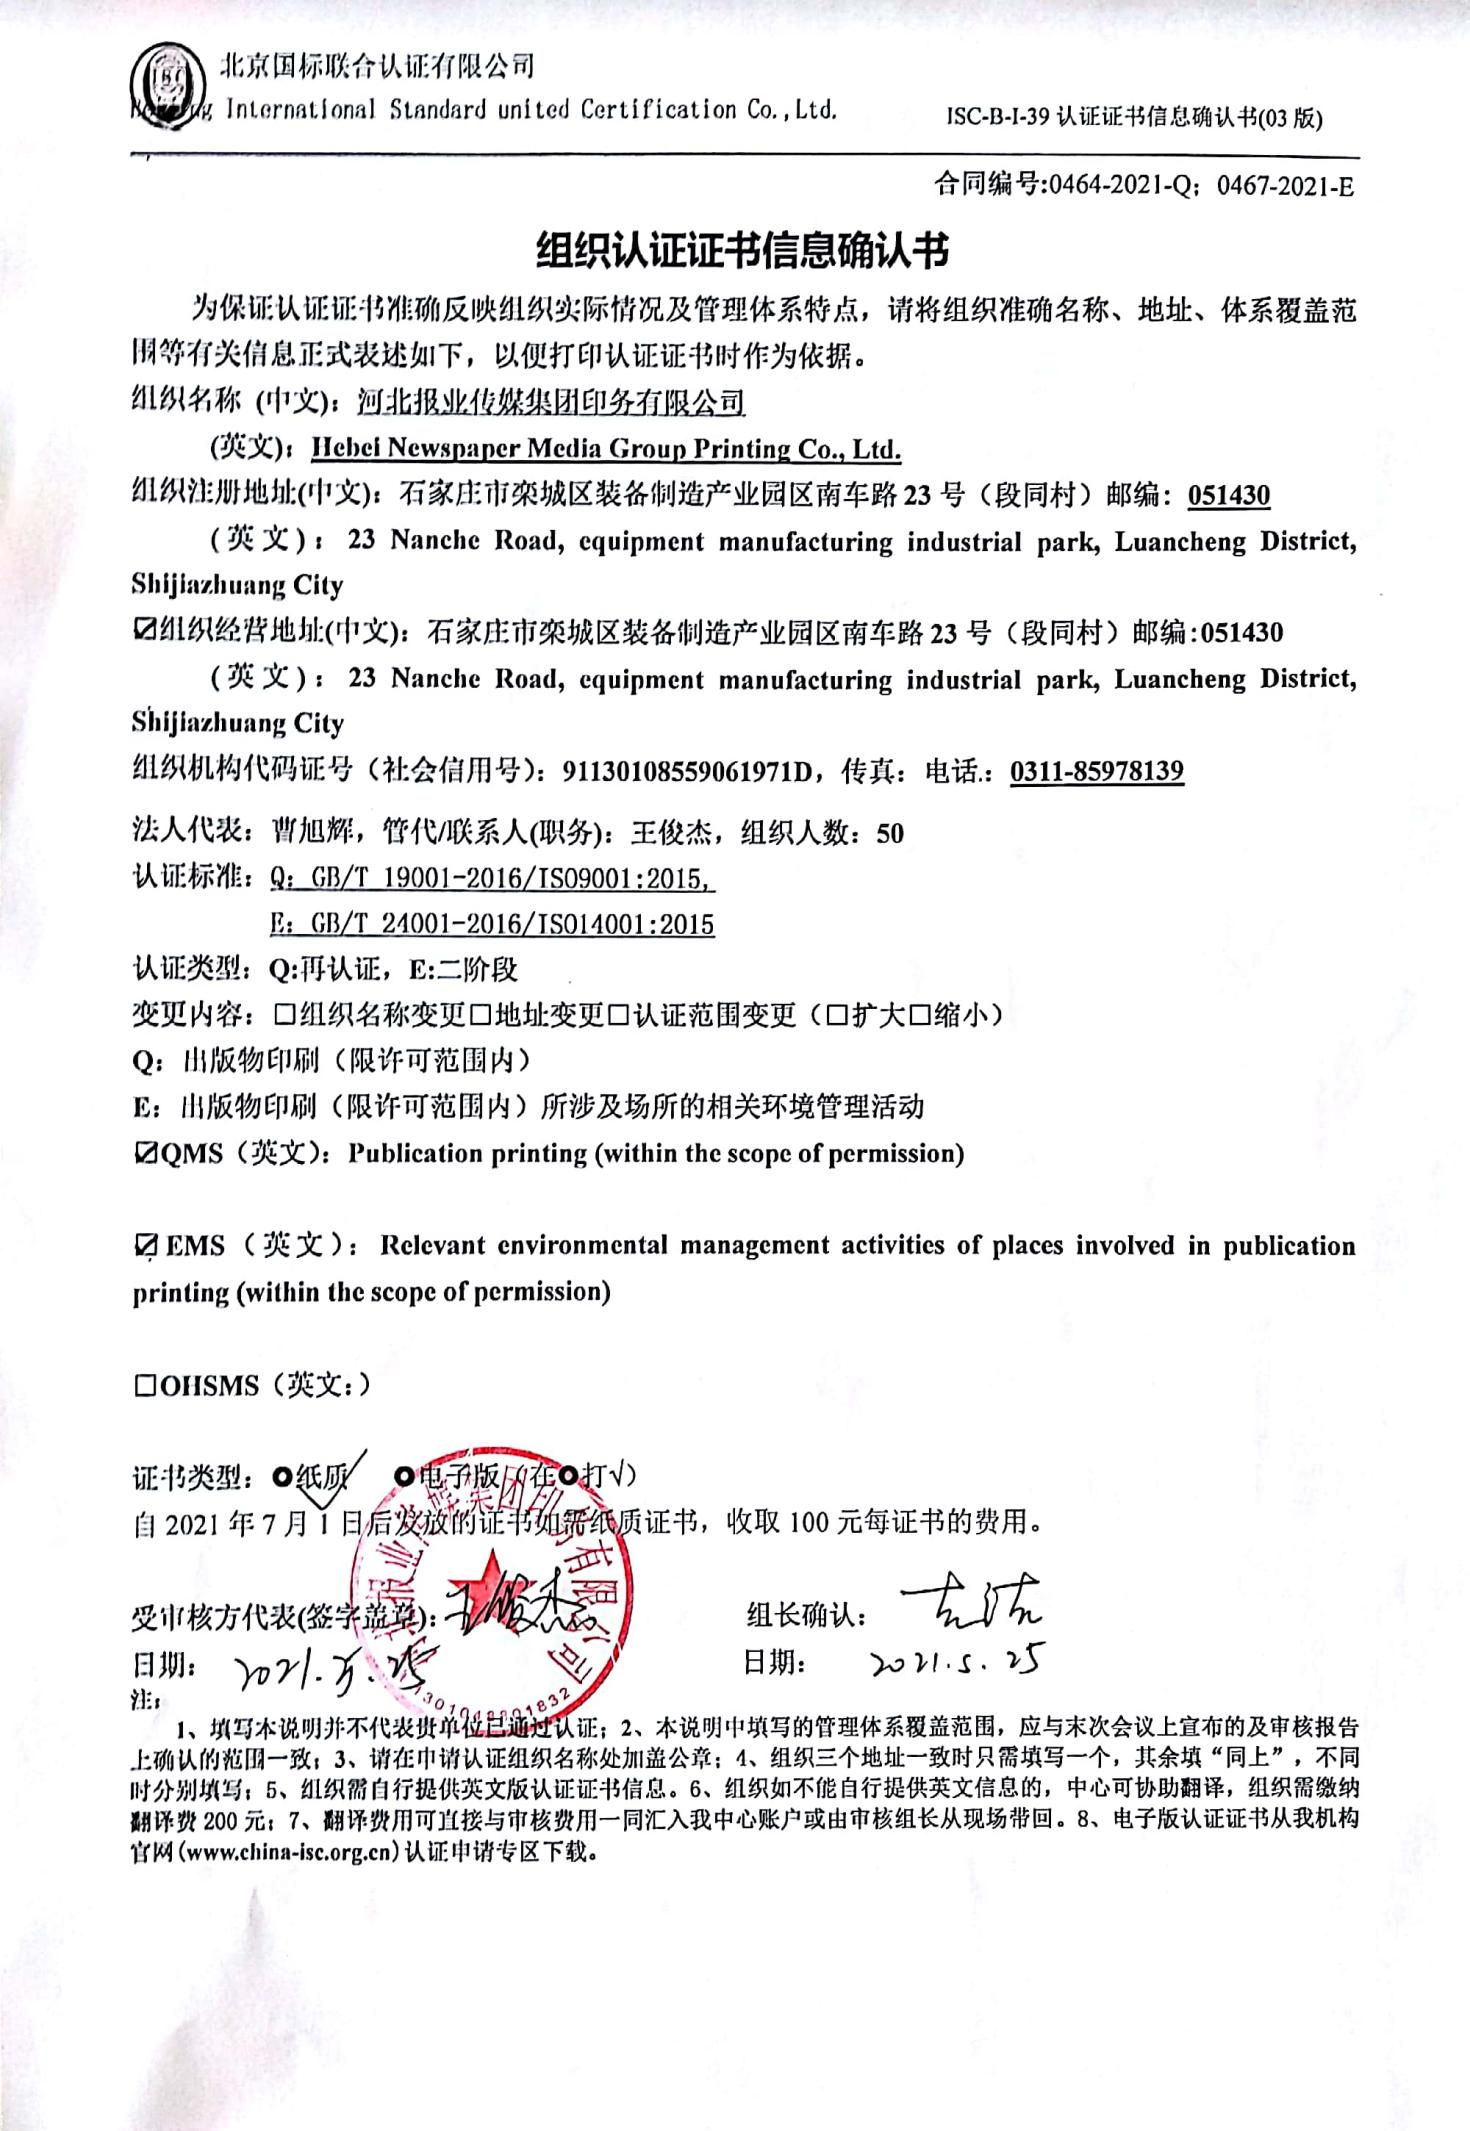 北京国标联合认证有限公司
Beijing International Standard united Certification Co.,Ltd.
ISC-B-I-39 认证证书信息确认书(03 版)
合同编号:0464-2021-Q; 0467-2021-E
组织认证证书信息确认书
为保证认证证书准确反映组织实际情况及管理体系特点，请将组织准确名称、地址、体系覆盖范
围等有关信息正式表述如下，以便打印认证证书时作为依据。
组织名称 (中文): 河北报业传媒集团印务有限公司
(英文): Hebei Newspaper Media Group Printing Co., Ltd.
组织注册地址(中文): 石家庄市栾城区装备制造产业园区南车路 23 号（段同村）邮编: 051430
(英文): 23 Nanche Road, equipment manufacturing industrial park, Luancheng District,
Shijiazhuang City
☑组织经营地址(中文): 石家庄市栾城区装备制造产业园区南车路 23 号（段同村）邮编:051430
(英文): 23 Nanche Road, equipment manufacturing industrial park, Luancheng District,
Shijiazhuang City
组织机构代码证号（社会信用号）: 91130108559061971D, 传真: 电话.: 0311-85978139
法人代表: 曹旭辉, 管代/联系人(职务): 王俊杰, 组织人数: 50
认证标准: Q: GB/T 19001-2016/ISO9001:2015,
E: GB/T 24001-2016/ISO14001:2015
认证类型: Q:再认证, E:二阶段
变更内容: □组织名称变更□地址变更□认证范围变更（□扩大□缩小）
Q: 出版物印刷（限许可范围内）
E: 出版物印刷（限许可范围内）所涉及场所的相关环境管理活动
☑QMS（英文）: Publication printing (within the scope of permission)
☑EMS（英文）: Relevant environmental management activities of places involved in publication
printing (within the scope of permission)
□OHSMS（英文:）
证书类型: ○纸质 ○电子版（在○打√）
自 2021 年 7 月 1 日后发放的证书如需纸质证书，收取 100 元每证书的费用。
受审核方代表(签字盖章): 王俊杰
组长确认:
日期: 2021.5.25
日期: 2021.5.25
注:
1、填写本说明并不代表贵单位已通过认证; 2、本说明中填写的管理体系覆盖范围，应与末次会议上宣布的及审核报告
上确认的范围一致; 3、请在申请认证组织名称处加盖公章; 4、组织三个地址一致时只需填写一个，其余填“同上”，不同
时分别填写; 5、组织需自行提供英文版认证证书信息。6、组织如不能自行提供英文信息的，中心可协助翻译，组织需缴纳
翻译费 200 元; 7、翻译费用可直接与审核费用一同汇入我中心账户或由审核组长从现场带回。8、电子版认证证书从我机构
官网(www.china-isc.org.cn)认证申请专区下载。